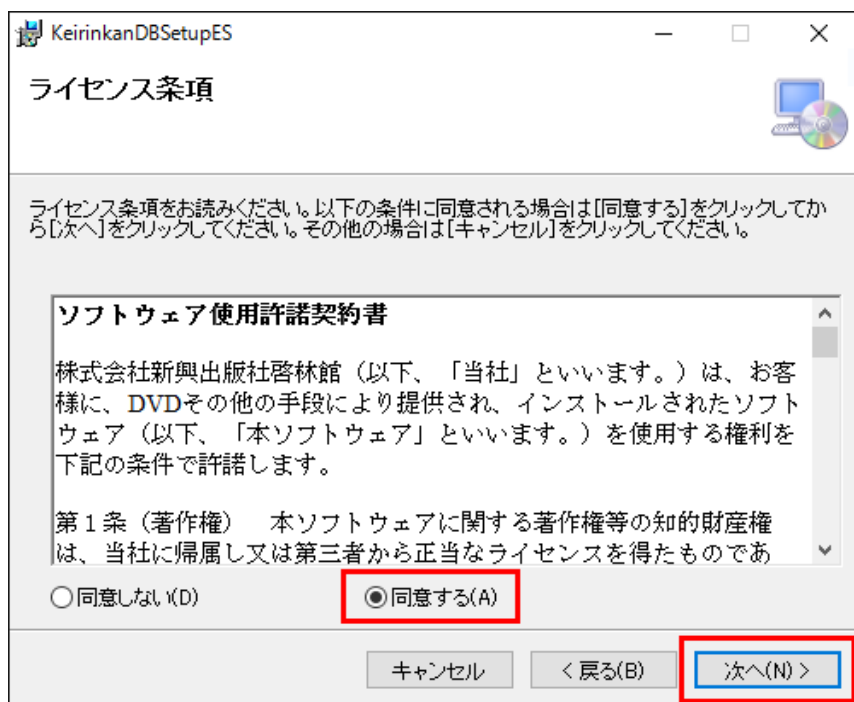 KeirinkanDBSetupES
ライセンス条項
ライセンス条項をお読みください。以下の条件に同意される場合は[同意する]をクリックしてか
ら[次へ]をクリックしてください。その他の場合は[キャンセル]をクリックしてください。
ソフトウェア使用許諾契約書
株式会社新興出版社啓林館（以下、「当社」といいます。）は、お客
様に、DVDその他の手段により提供され、インストールされたソフト
ウェア（以下、「本ソフトウェア」といいます。）を使用する権利を
下記の条件で許諾します。
第１条（著作権）　本ソフトウェアに関する著作権等の知的財産権
は、当社に帰属し又は第三者から正当なライセンスを得たものであ
同意しない(D)　同意する(A)
キャンセル　< 戻る(B)　次へ(N) >